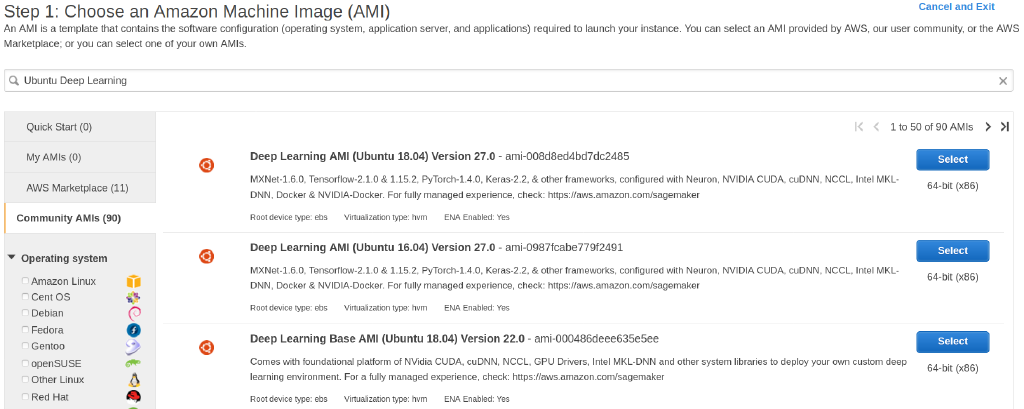 Step 1: Choose an Amazon Machine Image (AMI)
Cancel and Exit
An AMI is a template that contains the software configuration (operating system, application server, and applications) required to launch your instance. You can select an AMI provided by AWS, our user community, or the AWS
Marketplace; or you can select one of your own AMIs.
Ubuntu Deep Learning
Quick Start (0)
My AMIs (0)
AWS Marketplace (11)
Community AMIs (90)
Operating system
Amazon Linux
Cent OS
Debian
Fedora
Gentoo
openSUSE
Other Linux
Red Hat
1 to 50 of 90 AMIs
Deep Learning AMI (Ubuntu 18.04) Version 27.0 - ami-008d8ed4bd7dc2485
Select
MXNet-1.6.0, Tensorflow-2.1.0 & 1.15.2, PyTorch-1.4.0, Keras-2.2, & other frameworks, configured with Neuron, NVIDIA CUDA, cuDNN, NCCL, Intel MKL-
64-bit (x86)
DNN, Docker & NVIDIA-Docker. For fully managed experience, check: https://aws.amazon.com/sagemaker
Root device type: ebs Virtualization type: hvm ENA Enabled: Yes
Deep Learning AMI (Ubuntu 16.04) Version 27.0 - ami-0987fcabe779f2491
Select
MXNet-1.6.0, Tensorflow-2.1.0 & 1.15.2, PyTorch-1.4.0, Keras-2.2, & other frameworks, configured with Neuron, NVIDIA CUDA, cuDNN, NCCL, Intel MKL-
64-bit (x86)
DNN, Docker & NVIDIA-Docker. For fully managed experience, check: https://aws.amazon.com/sagemaker
Root device type: ebs Virtualization type: hvm ENA Enabled: Yes
Deep Learning Base AMI (Ubuntu 18.04) Version 22.0 - ami-000486deee635e5ee
Select
Comes with foundational platform of NVidia CUDA, cuDNN, NCCL, GPU Drivers, Intel MKL-DNN and other system libraries to deploy your own custom deep
64-bit (x86)
learning environment. For a fully managed experience, check: https://aws.amazon.com/sagemaker
Root device type: ebs Virtualization type: hvm ENA Enabled: Yes